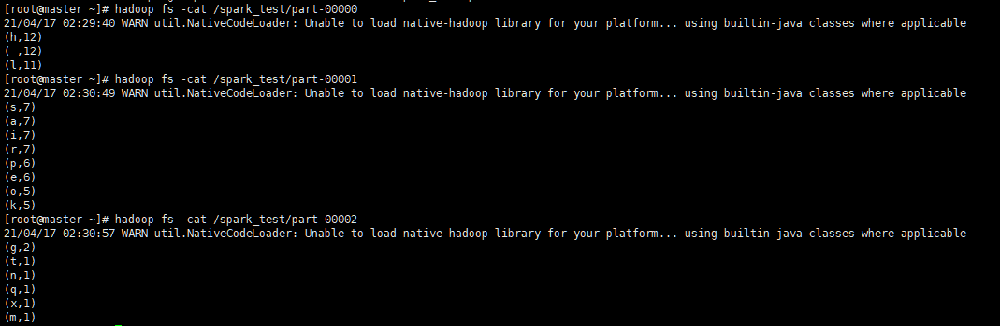 [root@master ~]# hadoop fs -cat /spark_test/part-00000
21/04/17 02:29:40 WARN util.NativeCodeLoader: Unable to load native-hadoop library for your platform... using builtin-java classes where applicable
(h,12)
( ,12)
(l,11)
[root@master ~]# hadoop fs -cat /spark_test/part-00001
21/04/17 02:30:49 WARN util.NativeCodeLoader: Unable to load native-hadoop library for your platform... using builtin-java classes where applicable
(s,7)
(a,7)
(i,7)
(r,7)
(p,6)
(e,6)
(o,5)
(k,5)
[root@master ~]# hadoop fs -cat /spark_test/part-00002
21/04/17 02:30:57 WARN util.NativeCodeLoader: Unable to load native-hadoop library for your platform... using builtin-java classes where applicable
(g,2)
(t,1)
(n,1)
(q,1)
(x,1)
(m,1)